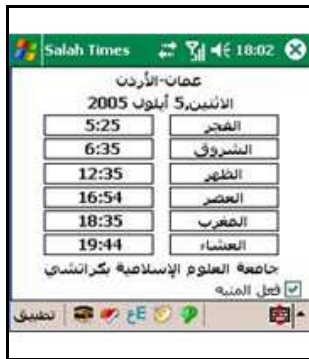 Salah Times 18:02
عمان-الأردن
الاثنين,5 أيلول 2005
الفجر 5:25
الشروق 6:35
الظهر 12:35
العصر 16:54
المغرب 18:35
العشاء 19:44
جامعة العلوم الإسلامية بكراتشي
فعل المنبه
تطبيق ع E